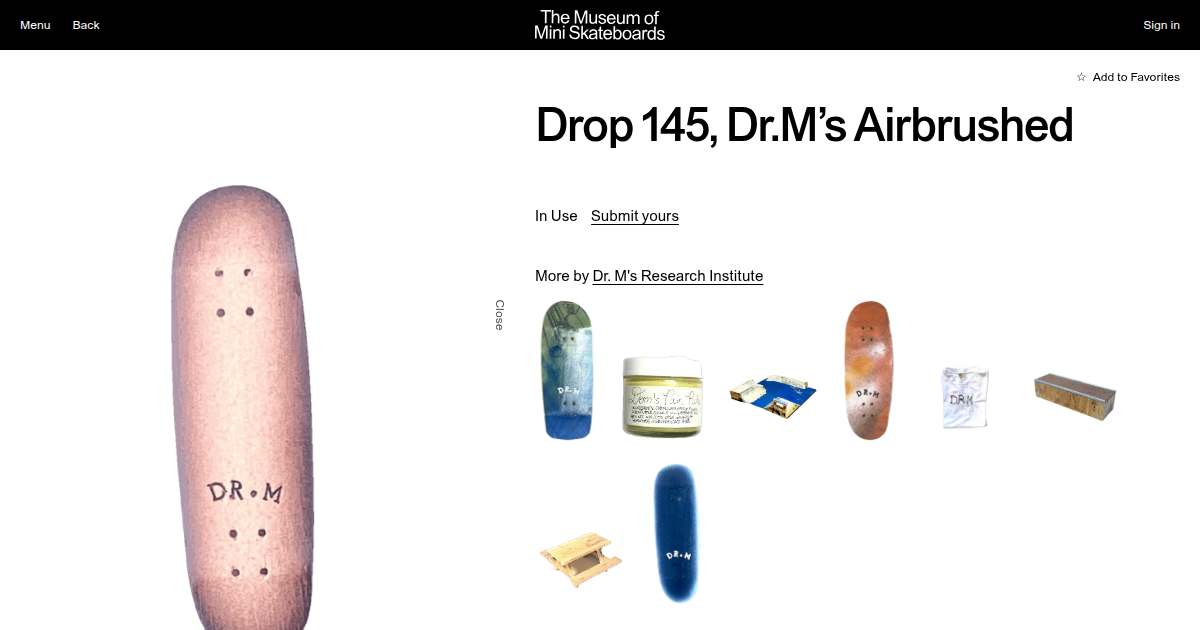 Menu
Back
The Museum of
Mini Skateboards
Sign in
☆ Add to Favorites
Drop 145, Dr.M’s Airbrushed
In Use
Submit yours
More by Dr. M's Research Institute
Close
DR•M
DR•M
DR•M
DRM
DR•M